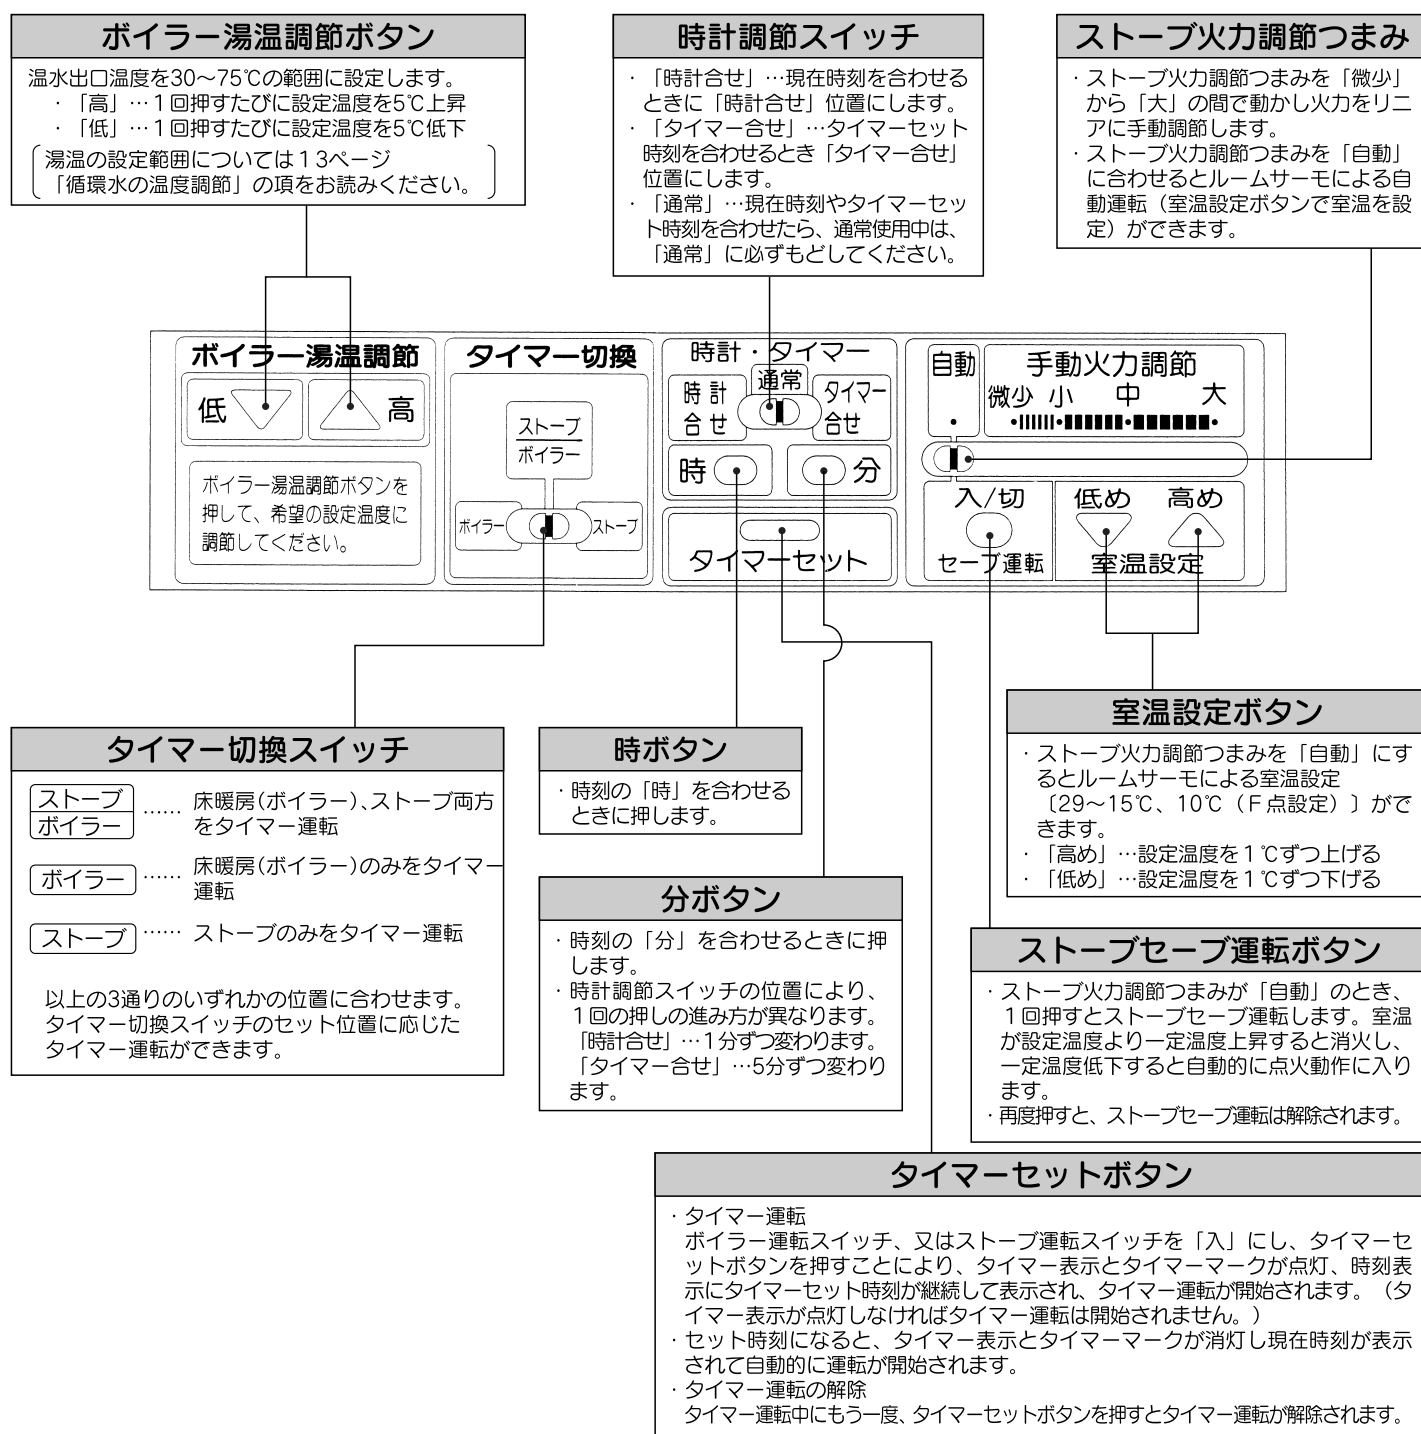 ボイラー湯温調節ボタン
温水出口温度を30〜75℃の範囲に設定します。
・「高」…1回押すたびに設定温度を5℃上昇
・「低」…1回押すたびに設定温度を5℃低下
湯温の設定範囲については13ページ
「循環水の温度調節」の項をお読みください。
時計調節スイッチ
・「時計合せ」…現在時刻を合わせる
ときに「時計合せ」位置にします。
・「タイマー合せ」…タイマーセット
時刻を合わせるとき「タイマー合せ」
位置にします。
・「通常」…現在時刻やタイマーセッ
ト時刻を合わせたら、通常使用中は、
「通常」に必ずもどしてください。
ストーブ火力調節つまみ
・ストーブ火力調節つまみを「微少」
から「大」の間で動かし火力をリニ
アに手動調節します。
・ストーブ火力調節つまみを「自動」
に合わせるとルームサーモによる自
動運転（室温設定ボタンで室温を設
定）ができます。
ボイラー湯温調節
低
高
ボイラー湯温調節ボタンを
押して、希望の設定温度に
調節してください。
タイマー切換
ストーブ
ボイラー
ボイラー
ストーブ
時計・タイマー
時計
合せ
通常
タイマー
合せ
時
分
タイマーセット
自動
手動火力調節
微少 小 中 大
入/切
セーブ運転
低め 高め
室温設定
タイマー切換スイッチ
ストーブ
ボイラー
…… 床暖房(ボイラー)、ストーブ両方
をタイマー運転
ボイラー …… 床暖房(ボイラー)のみをタイマー
運転
ストーブ …… ストーブのみをタイマー運転
以上の3通りのいずれかの位置に合わせます。
タイマー切換スイッチのセット位置に応じた
タイマー運転ができます。
時ボタン
・時刻の「時」を合わせる
ときに押します。
分ボタン
・時刻の「分」を合わせるときに押
します。
・時計調節スイッチの位置により、
1回の押しの進み方が異なります。
「時計合せ」…1分ずつ変わります。
「タイマー合せ」…5分ずつ変わり
ます。
室温設定ボタン
・ストーブ火力調節つまみを「自動」にす
るとルームサーモによる室温設定
〔29〜15℃、10℃（F点設定）〕がで
きます。
・「高め」…設定温度を1℃ずつ上げる
・「低め」…設定温度を1℃ずつ下げる
ストーブセーブ運転ボタン
・ストーブ火力調節つまみが「自動」のとき、
1回押すとストーブセーブ運転します。室温
が設定温度より一定温度上昇すると消火し、
一定温度低下すると自動的に点火動作に入り
ます。
・再度押すと、ストーブセーブ運転は解除されます。
タイマーセットボタン
・タイマー運転
ボイラー運転スイッチ、又はストーブ運転スイッチを「入」にし、タイマーセ
ットボタンを押すことにより、タイマー表示とタイマーマークが点灯、時刻表
示にタイマーセット時刻が継続して表示され、タイマー運転が開始されます。（タ
イマー表示が点灯しなければタイマー運転は開始されません。）
・セット時刻になると、タイマー表示とタイマーマークが消灯し現在時刻が表示
されて自動的に運転が開始されます。
・タイマー運転の解除
タイマー運転中にもう一度、タイマーセットボタンを押すとタイマー運転が解除されます。